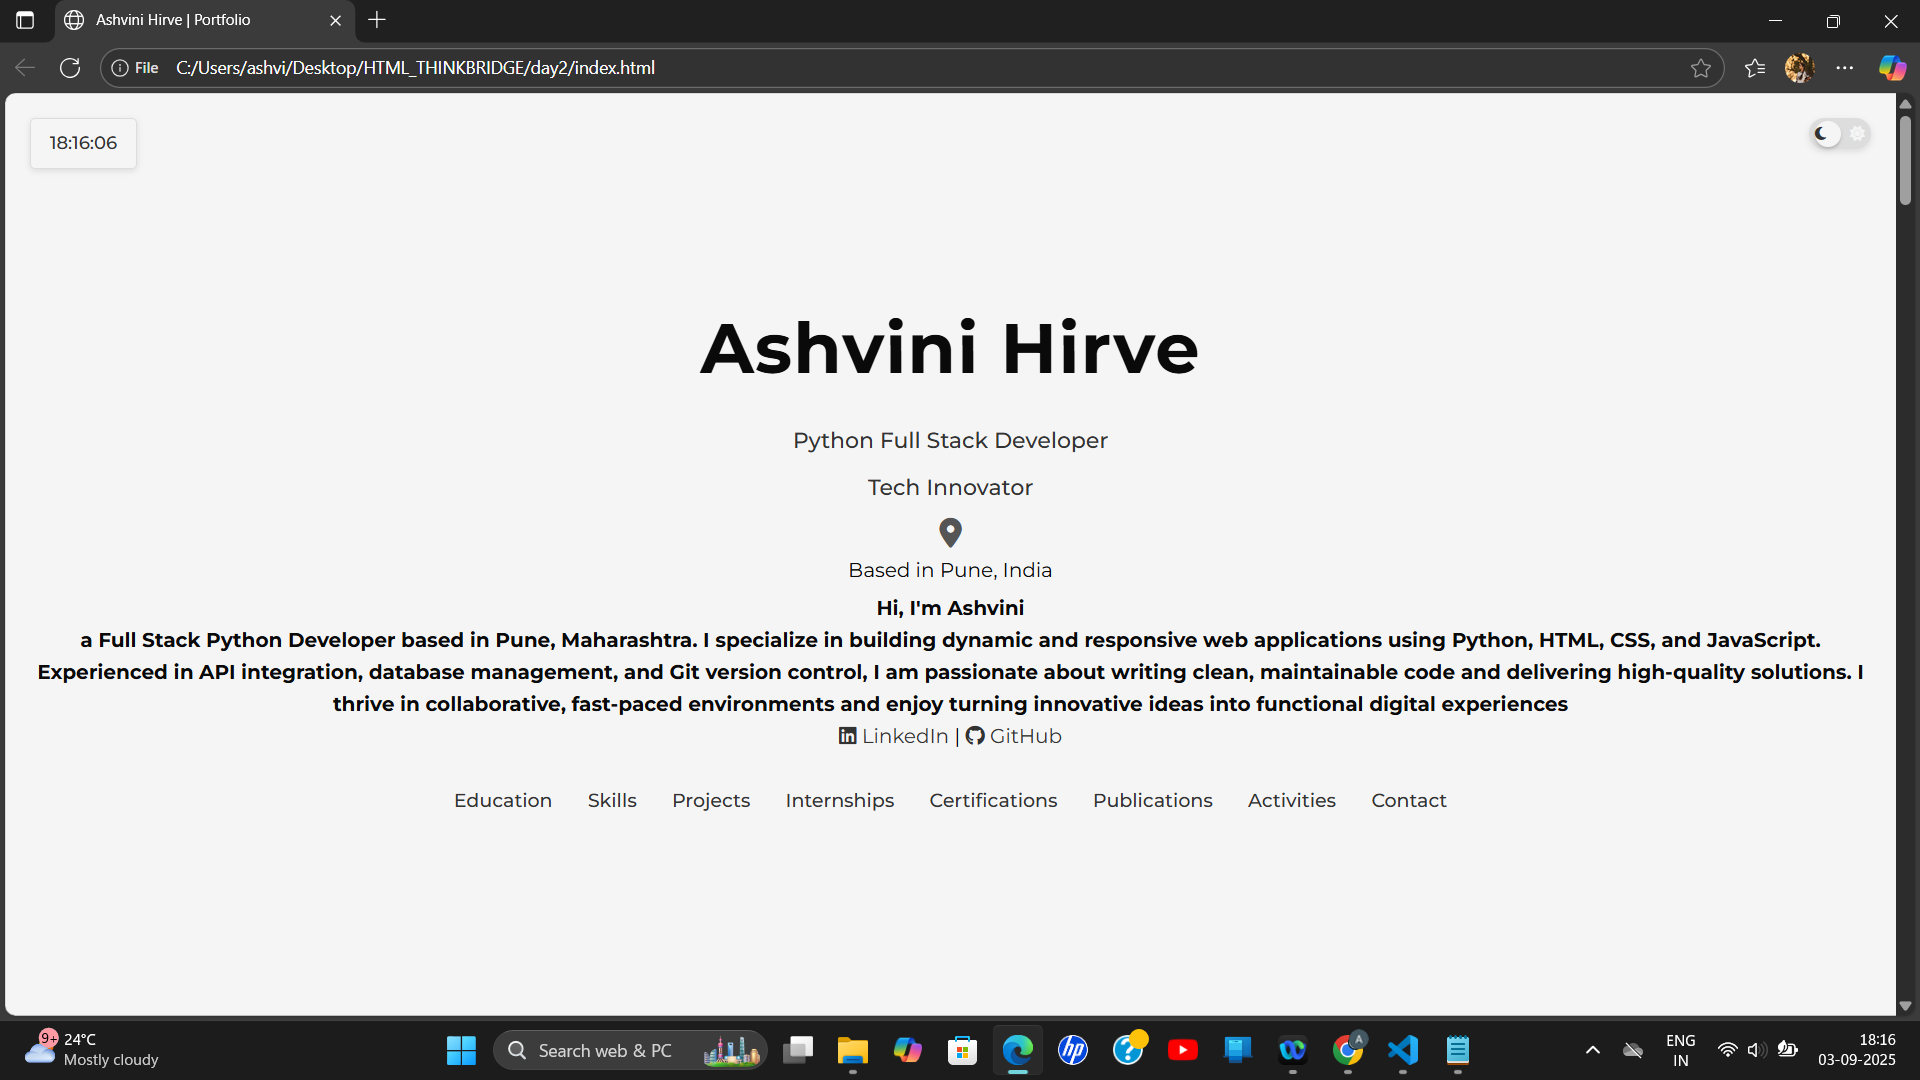 Ashvini Hirve | Portfolio
File C:/Users/ashvi/Desktop/HTML_THINKBRIDGE/day2/index.html
18:16:06
Ashvini Hirve
Python Full Stack Developer
Tech Innovator
Based in Pune, India
Hi, I'm Ashvini
a Full Stack Python Developer based in Pune, Maharashtra. I specialize in building dynamic and responsive web applications using Python, HTML, CSS, and JavaScript.
Experienced in API integration, database management, and Git version control, I am passionate about writing clean, maintainable code and delivering high-quality solutions. I
thrive in collaborative, fast-paced environments and enjoy turning innovative ideas into functional digital experiences
LinkedIn | GitHub
Education Skills Projects Internships Certifications Publications Activities Contact
9+
24°C
Mostly cloudy
Search web & PC
hp
A
ENG
IN
18:16
03-09-2025